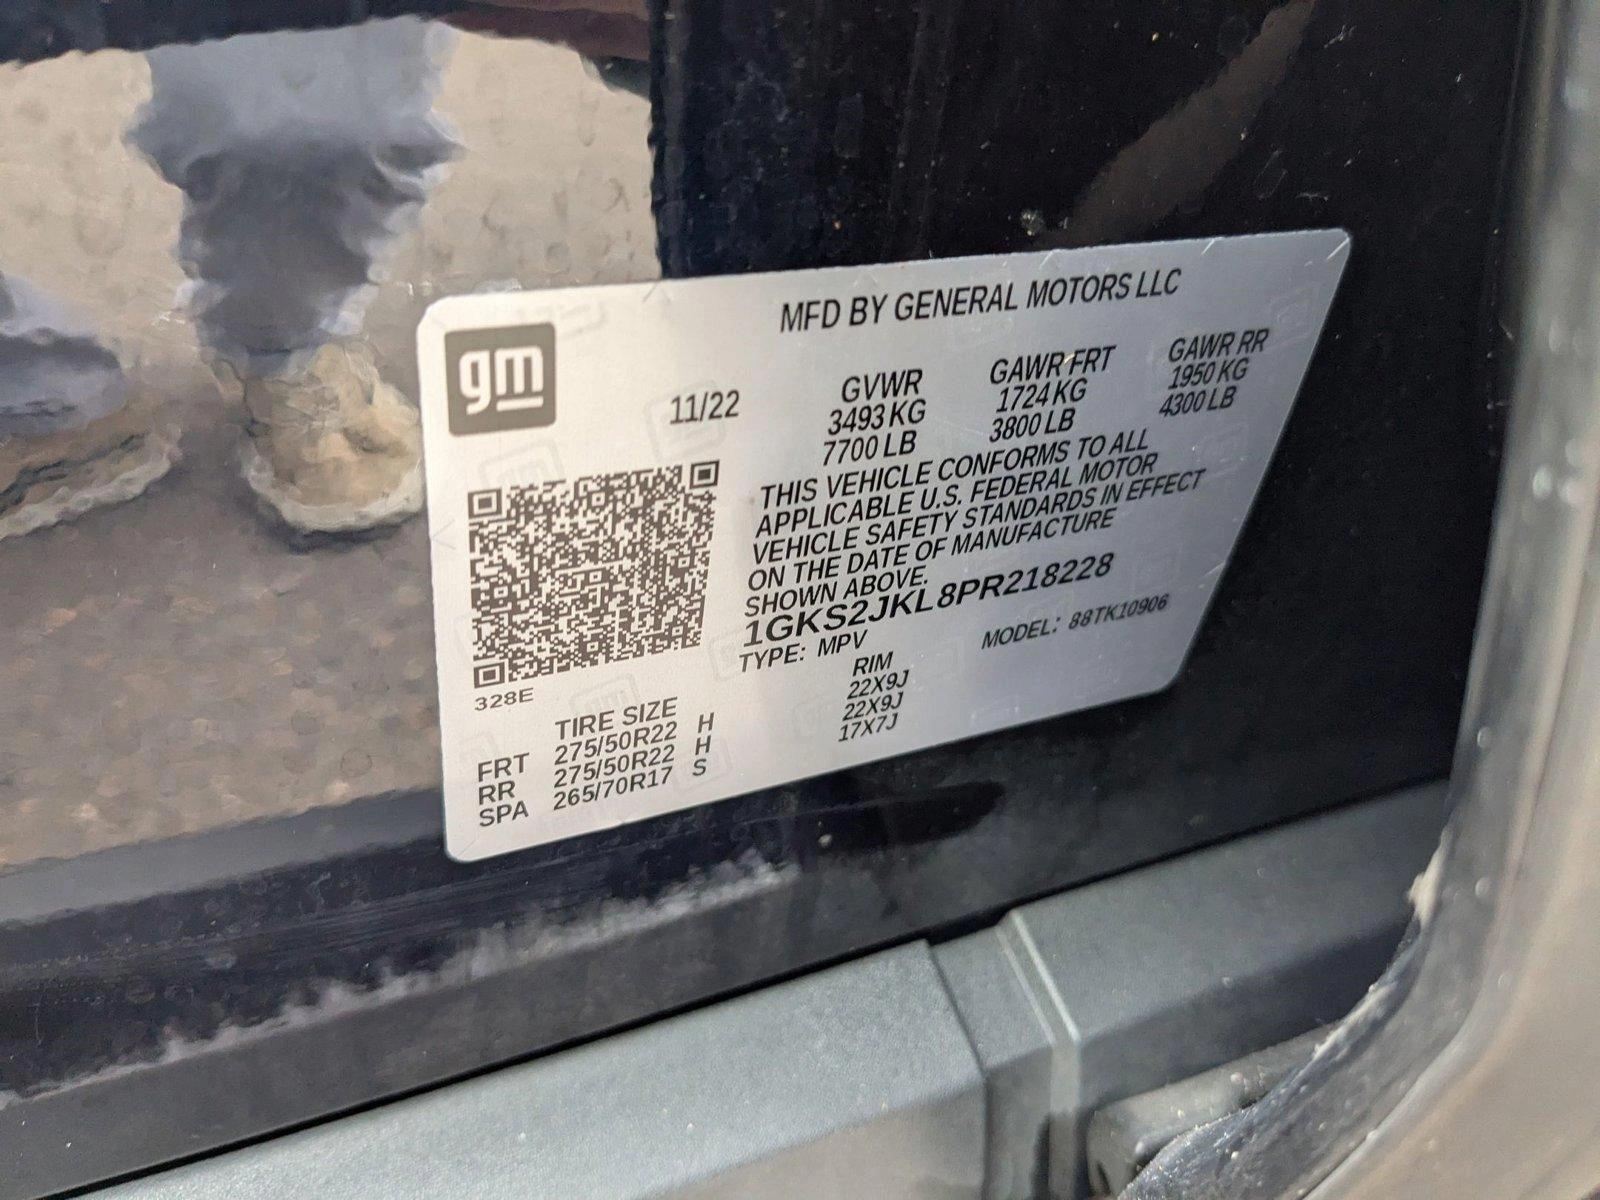 gm
MFD BY GENERAL MOTORS LLC
11/22
GVWR
3493 KG
7700 LB
GAWR FRT
1724 KG
3800 LB
GAWR RR
1950 KG
4300 LB
THIS VEHICLE CONFORMS TO ALL
APPLICABLE U.S. FEDERAL MOTOR
VEHICLE SAFETY STANDARDS IN EFFECT
ON THE DATE OF MANUFACTURE
SHOWN ABOVE.
1GKS2JKL8PR218228
TYPE: MPV
MODEL: 88TK10906
328E
TIRE SIZE RIM
FRT 275/50R22 H 22X9J
RR 275/50R22 H 22X9J
SPA 265/70R17 S 17X7J